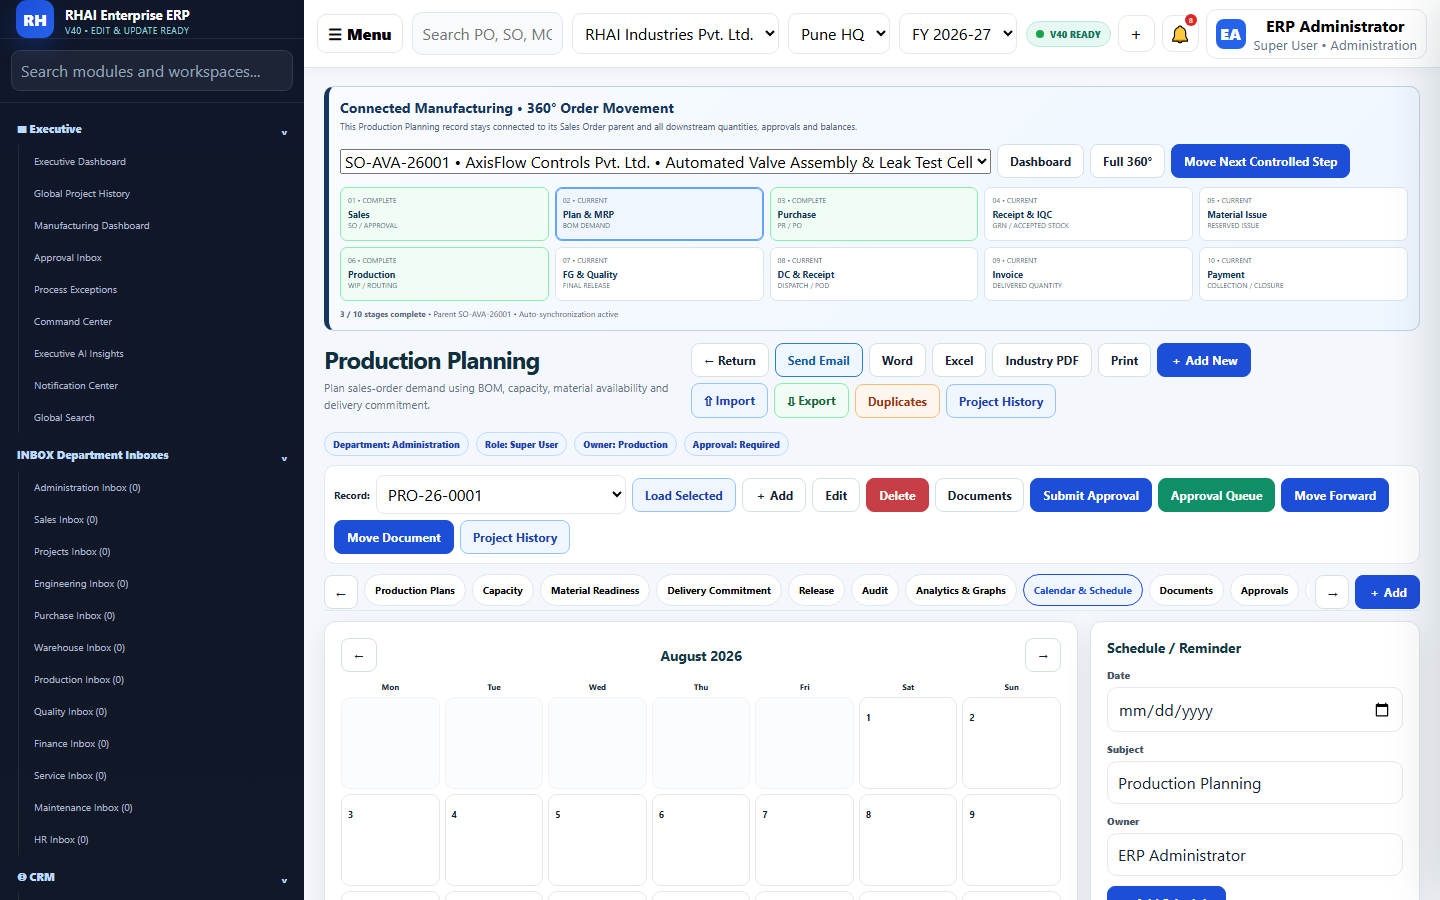 RH
RHAI Enterprise ERP
V40 • EDIT & UPDATE READY
Search modules and workspaces...
Executive
Executive Dashboard
Global Project History
Manufacturing Dashboard
Approval Inbox
Process Exceptions
Command Center
Executive AI Insights
Notification Center
Global Search
INBOX Department Inboxes
Administration Inbox (0)
Sales Inbox (0)
Projects Inbox (0)
Engineering Inbox (0)
Purchase Inbox (0)
Warehouse Inbox (0)
Production Inbox (0)
Quality Inbox (0)
Finance Inbox (0)
Service Inbox (0)
Maintenance Inbox (0)
HR Inbox (0)
CRM
☰ Menu
Search PO, SO, MO
RHAI Industries Pvt. Ltd.
Pune HQ
FY 2026-27
V40 READY
+
8
EA
ERP Administrator
Super User • Administration
Connected Manufacturing • 360° Order Movement
This Production Planning record stays connected to its Sales Order parent and all downstream quantities, approvals and balances.
SO-AVA-26001 • AxisFlow Controls Pvt. Ltd. • Automated Valve Assembly & Leak Test Cell
Dashboard
Full 360°
Move Next Controlled Step
01 • COMPLETE
Sales
SO / APPROVAL
02 • CURRENT
Plan & MRP
BOM DEMAND
03 • COMPLETE
Purchase
PR / PO
04 • CURRENT
Receipt & IQC
GRN / ACCEPTED STOCK
05 • CURRENT
Material Issue
RESERVED ISSUE
06 • COMPLETE
Production
WIP / ROUTING
07 • CURRENT
FG & Quality
FINAL RELEASE
08 • CURRENT
DC & Receipt
DISPATCH / POD
09 • CURRENT
Invoice
DELIVERED QUANTITY
10 • CURRENT
Payment
COLLECTION / CLOSURE
3 / 10 stages complete • Parent SO-AVA-26001 • Auto-synchronization active
Production Planning
Plan sales-order demand using BOM, capacity, material availability and
delivery commitment.
← Return
Send Email
Word
Excel
Industry PDF
Print
+ Add New
⇧ Import
⇩ Export
Duplicates
Project History
Department: Administration
Role: Super User
Owner: Production
Approval: Required
Record:
PRO-26-0001
Load Selected
+ Add
Edit
Delete
Documents
Submit Approval
Approval Queue
Move Forward
Move Document
Project History
←
Production Plans
Capacity
Material Readiness
Delivery Commitment
Release
Audit
Analytics & Graphs
Calendar & Schedule
Documents
Approvals
→
+ Add
←
August 2026
→
Mon
Tue
Wed
Thu
Fri
Sat
Sun
1
2
3
4
5
6
7
8
9
Schedule / Reminder
Date
mm/dd/yyyy
Subject
Production Planning
Owner
ERP Administrator